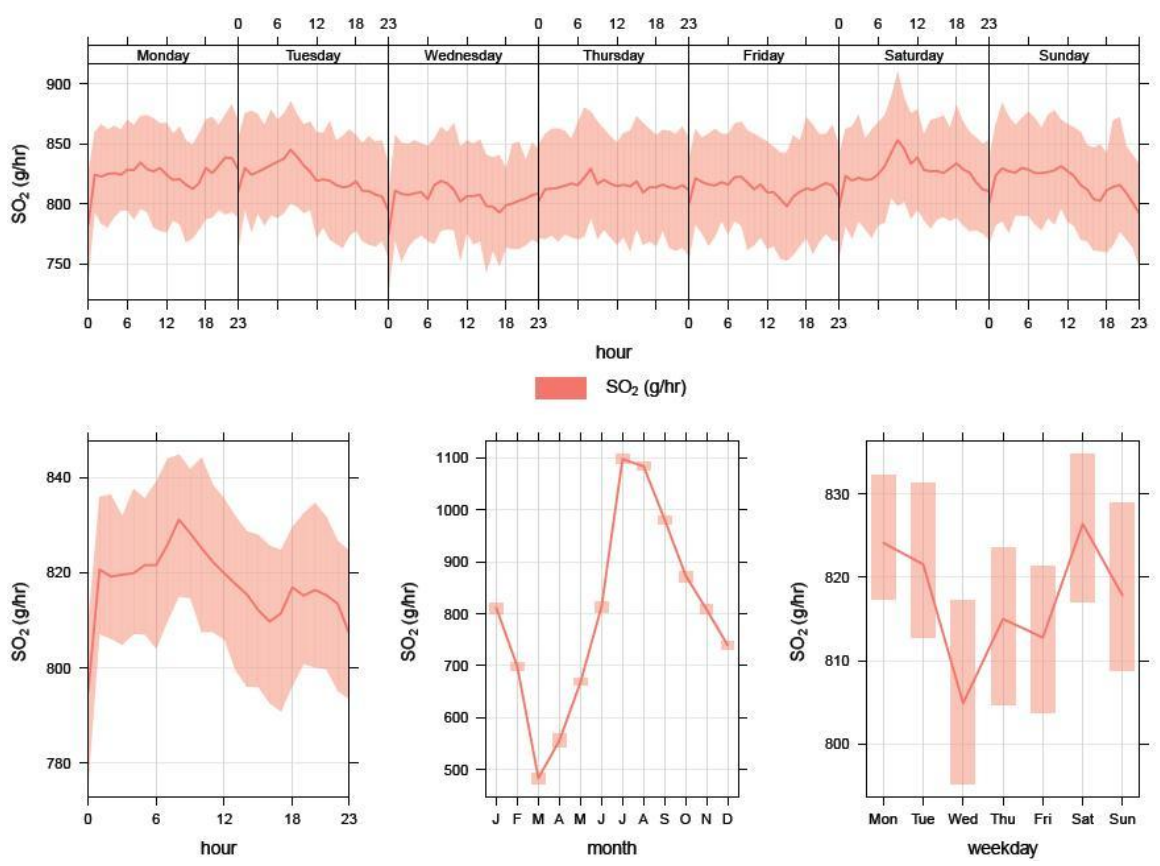 0 6 12 18 23 0 6 12 18 23 0 6 12 18 23
Monday Tuesday Wednesday Thursday Friday Saturday Sunday
900
850
800
750
SO₂ (g/hr)
0 6 12 18 0 6 12 18 23 0 6 12 18 23 0 6 12 18 23
hour
SO₂ (g/hr)
840
820
800
780
SO₂ (g/hr)
0 6 12 18 23
hour
1100
1000
900
800
700
600
500
SO₂ (g/hr)
J F M A M J J A S O N D
month
830
820
810
800
SO₂ (g/hr)
Mon Tue Wed Thu Fri Sat Sun
weekday